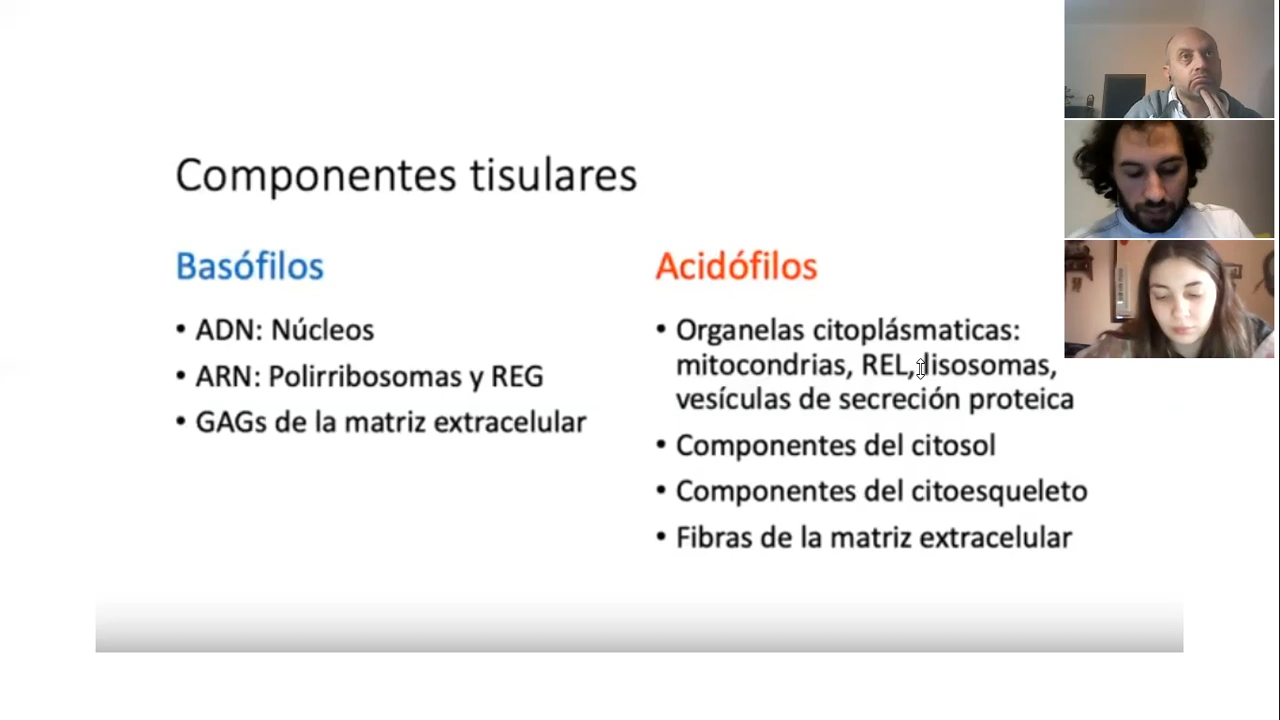 Componentes tisulares
Basófilos
• ADN: Núcleos
• ARN: Polirribosomas y REG
• GAGs de la matriz extracelular
Acidófilos
• Organelas citoplásmaticas:
mitocondrias, REL, lisosomas,
vesículas de secreción proteica
• Componentes del citosol
• Componentes del citoesqueleto
• Fibras de la matriz extracelular